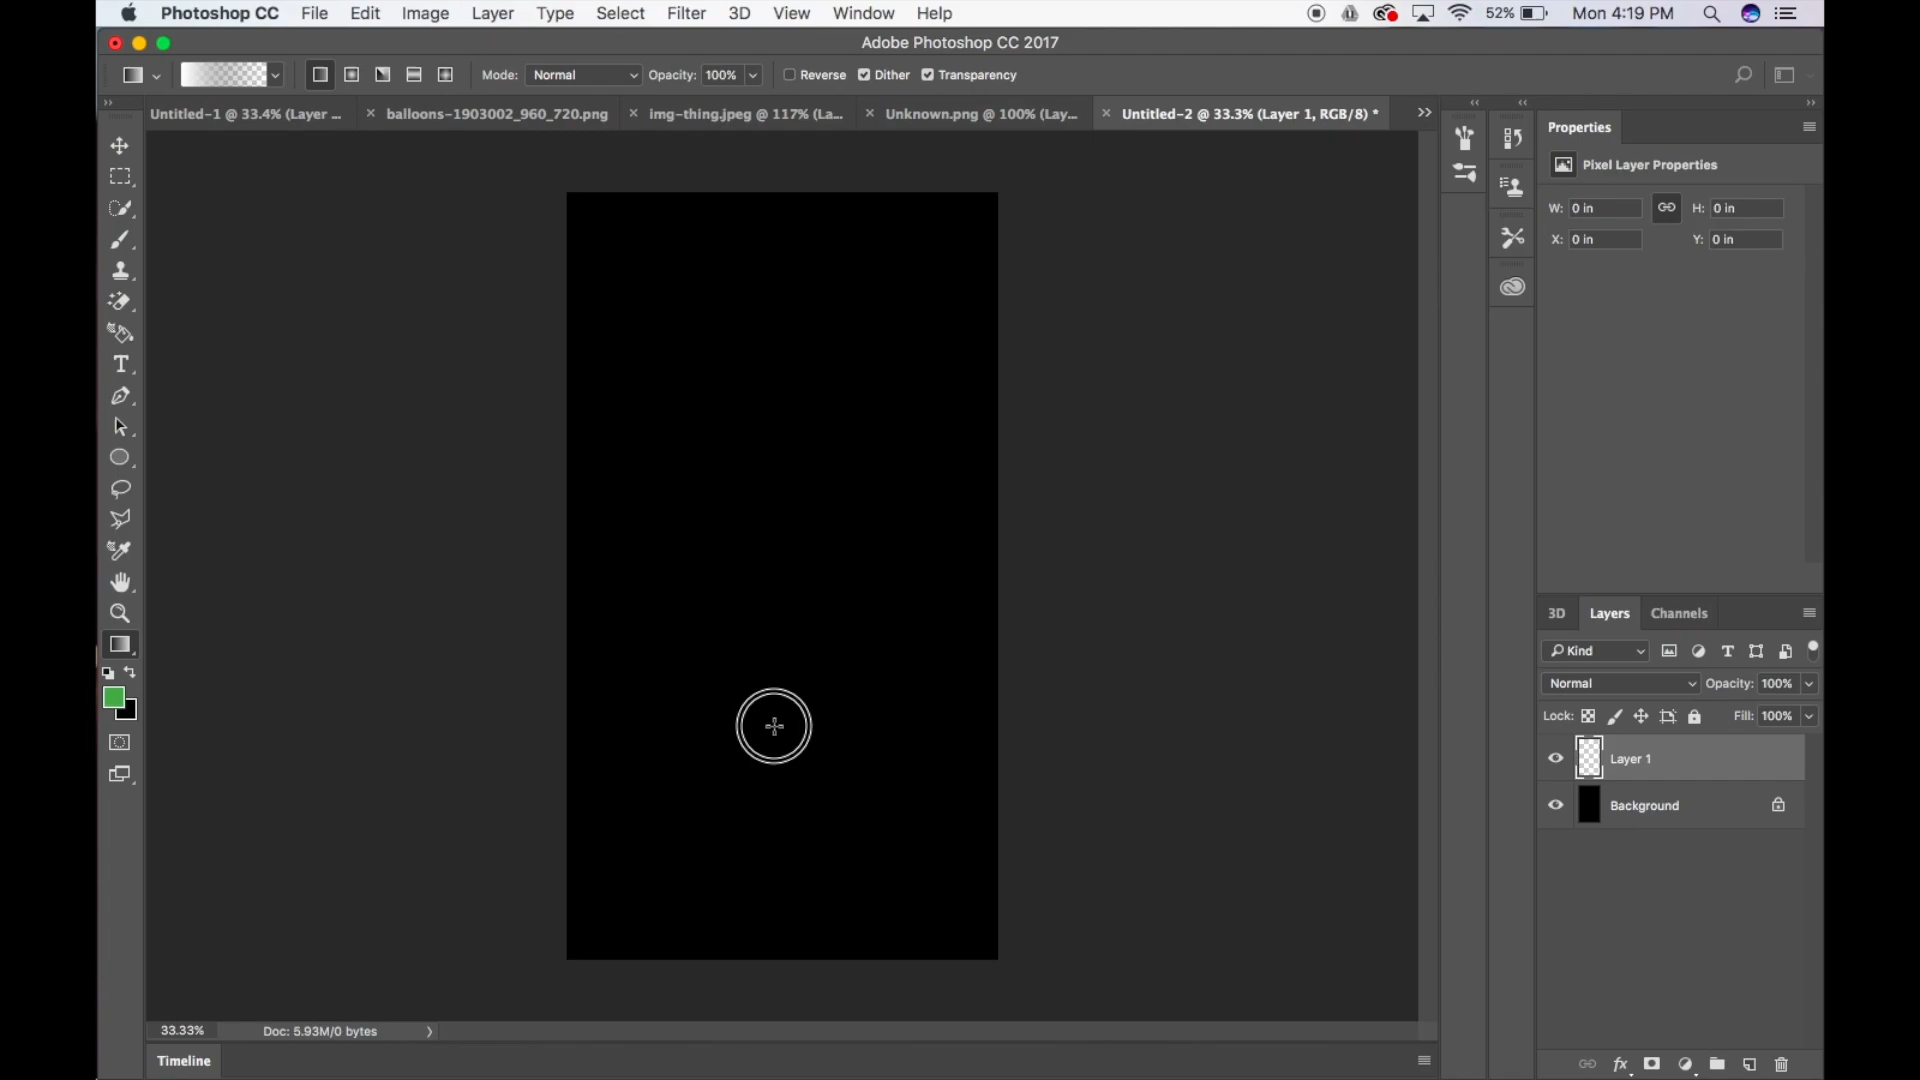 Photoshop CC File Edit Image Layer Type Select Filter 3D View Window Help 52% Mon 4:19 PM
Adobe Photoshop CC 2017
Mode: Normal Opacity: 100% Reverse Dither Transparency
Untitled-1 @ 33.4% (Layer ... balloons-1903002_960_720.png img-thing.jpeg @ 117% (La... Unknown.png @ 100% (Lay... Untitled-2 @ 33.3% (Layer 1, RGB/8) *
Properties
Pixel Layer Properties
W: 0 in H: 0 in
X: 0 in Y: 0 in
3D Layers Channels
Kind
Normal Opacity: 100%
Lock: Fill: 100%
Layer 1
Background
33.33% Doc: 5.93M/0 bytes
Timeline